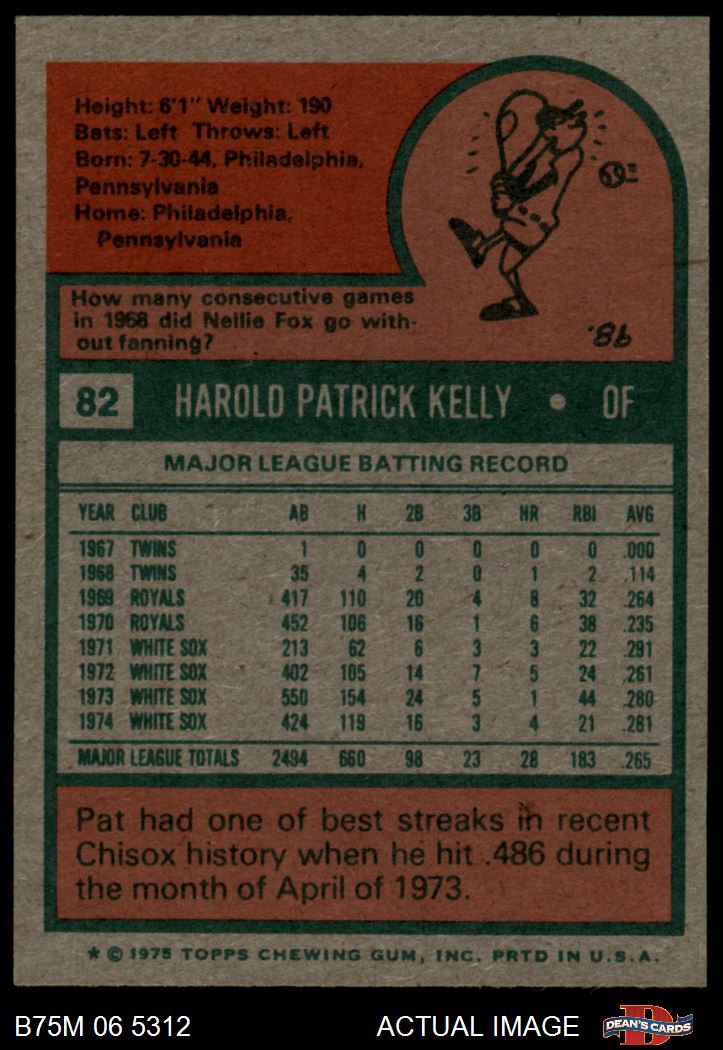 Height: 6'1" Weight: 190
Bats: Left Throws: Left
Born: 7-30-44, Philadelphia,
Pennsylvania
Home: Philadelphia,
Pennsylvania
How many consecutive games
in 1968 did Nellie Fox go with-
out fanning?
'98
82 HAROLD PATRICK KELLY • OF
MAJOR LEAGUE BATTING RECORD
YEAR CLUB AB H 2B 3B HR RBI AVG
1967 TWINS 1 0 0 0 0 0 .000
1968 TWINS 35 4 2 0 1 2 .114
1969 ROYALS 417 110 20 4 8 32 .264
1970 ROYALS 452 106 16 1 6 38 .235
1971 WHITE SOX 213 62 6 3 3 22 .291
1972 WHITE SOX 402 105 14 7 5 24 .261
1973 WHITE SOX 550 154 24 5 1 44 .280
1974 WHITE SOX 424 119 16 3 4 21 .281
MAJOR LEAGUE TOTALS 2494 660 98 23 28 183 .265
Pat had one of best streaks in recent
Chisox history when he hit .486 during
the month of April of 1973.
* © 1975 TOPPS CHEWING GUM, INC. PRTD IN U.S.A.
B75M 06 5312 ACTUAL IMAGE
D
DEAN'S CARDS